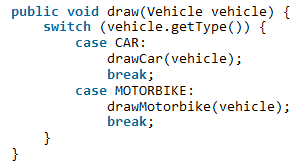 public void draw(Vehicle vehicle) {
    switch (vehicle.getType()) {
        case CAR:
            drawCar(vehicle);
            break;
        case MOTORBIKE:
            drawMotorbike(vehicle);
            break;
    }
}